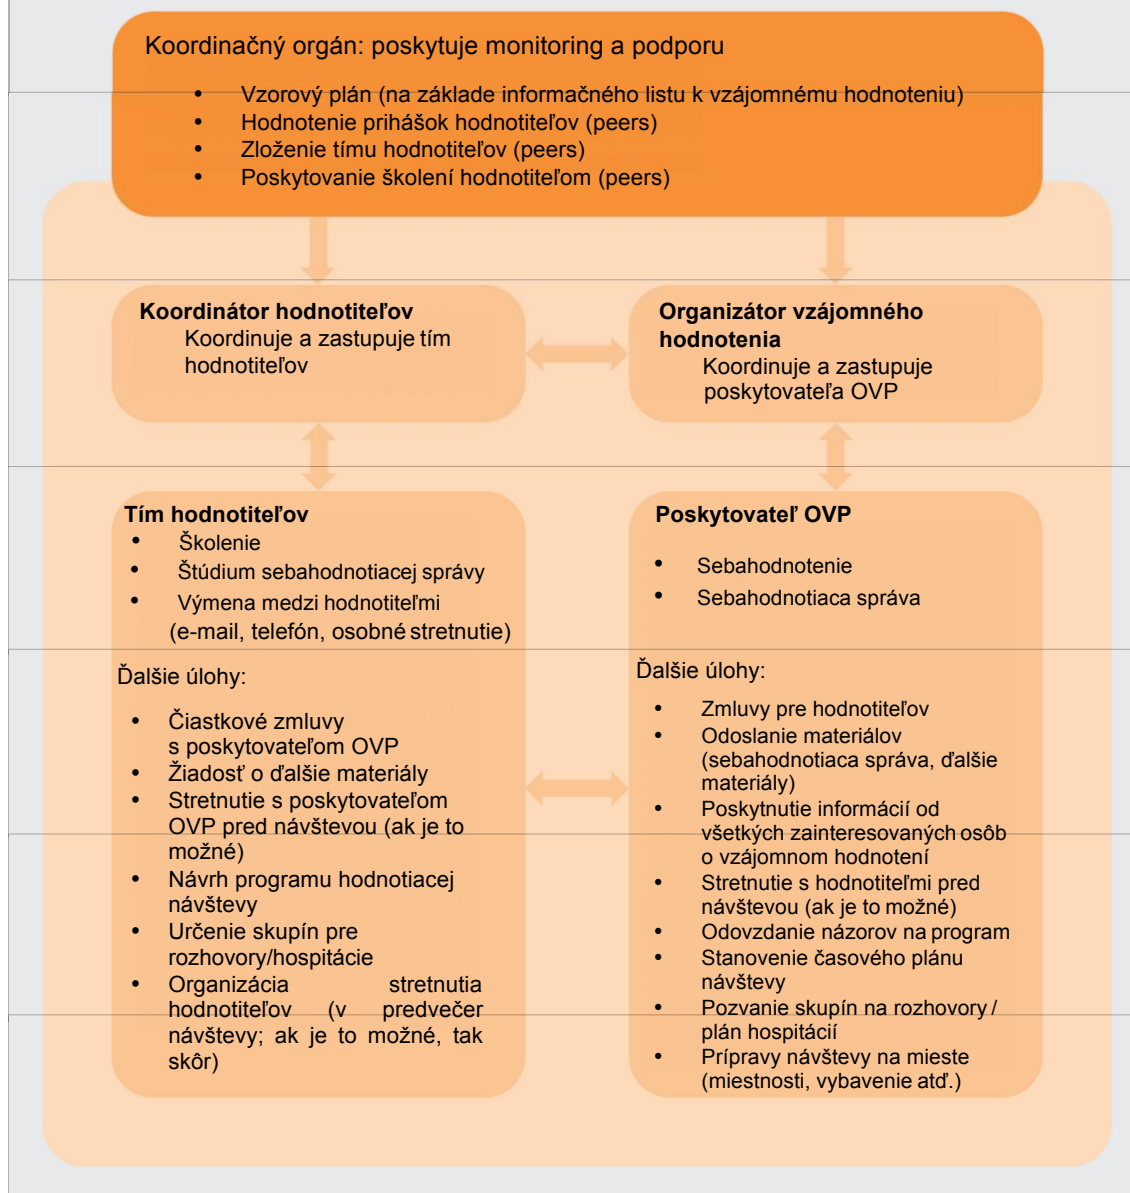 Koordinačný orgán: poskytuje monitoring a podporu
• Vzorový plán (na základe informačného listu k vzájomnému hodnoteniu)
• Hodnotenie prihášok hodnotiteľov (peers)
• Zloženie tímu hodnotiteľov (peers)
• Poskytovanie školení hodnotiteľom (peers)
Koordinátor hodnotiteľov
Koordinuje a zastupuje tím
hodnotiteľov
Organizátor vzájomného
hodnotenia
Koordinuje a zastupuje
poskytovateľa OVP
Tím hodnotiteľov
• Školenie
• Štúdium sebahodnotiacej správy
• Výmena medzi hodnotiteľmi
(e-mail, telefón, osobné stretnutie)
Ďalšie úlohy:
• Čiastkové zmluvy
s poskytovateľom OVP
• Žiadosť o ďalšie materiály
• Stretnutie s poskytovateľom
OVP pred návštevou (ak je to
možné)
• Návrh programu hodnotiacej
návštevy
• Určenie skupín pre
rozhovory/hospitácie
• Organizácia stretnutia
hodnotiteľov (v predvečer
návštevy; ak je to možné, tak
skôr)
Poskytovateľ OVP
• Sebahodnotenie
• Sebahodnotiaca správa
Ďalšie úlohy:
• Zmluvy pre hodnotiteľov
• Odoslanie materiálov
(sebahodnotiaca správa, ďalšie
materiály)
• Poskytnutie informácií od
všetkých zainteresovaných osôb
o vzájomnom hodnotení
• Stretnutie s hodnotiteľmi pred
návštevou (ak je to možné)
• Odovzdanie názorov na program
• Stanovenie časového plánu
návštevy
• Pozvanie skupín na rozhovory /
plán hospitácií
• Prípravy návštevy na mieste
(miestnosti, vybavenie atď.)